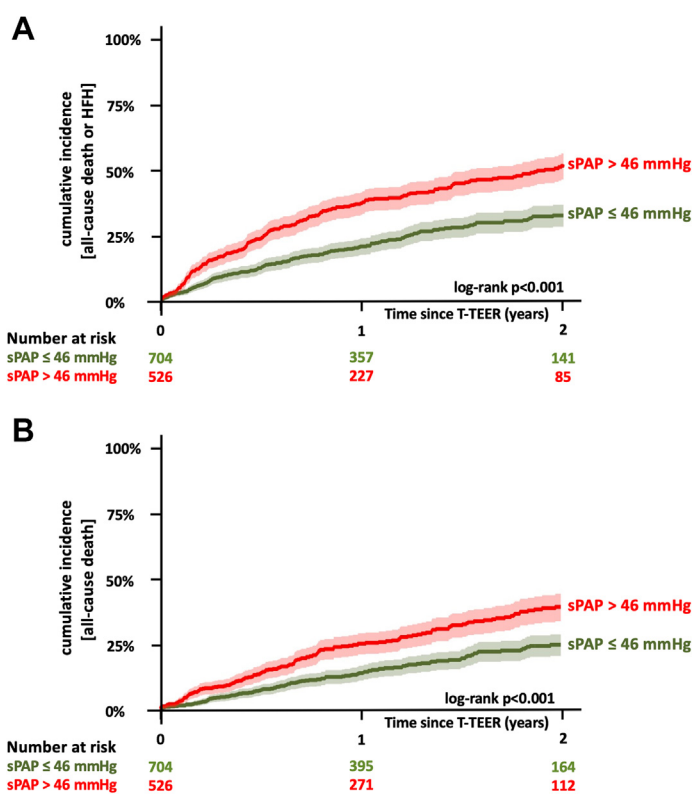 A
100%
75%
50%
25%
0%
cumulative incidence
[all-cause death or HFH]
sPAP > 46 mmHg
sPAP ≤ 46 mmHg
log-rank p<0.001
Time since T-TEER (years)
0 1 2
Number at risk
sPAP ≤ 46 mmHg 704 357 141
sPAP > 46 mmHg 526 227 85
B
100%
75%
50%
25%
0%
cumulative incidence
[all-cause death]
sPAP > 46 mmHg
sPAP ≤ 46 mmHg
log-rank p<0.001
Time since T-TEER (years)
0 1 2
Number at risk
sPAP ≤ 46 mmHg 704 395 164
sPAP > 46 mmHg 526 271 112